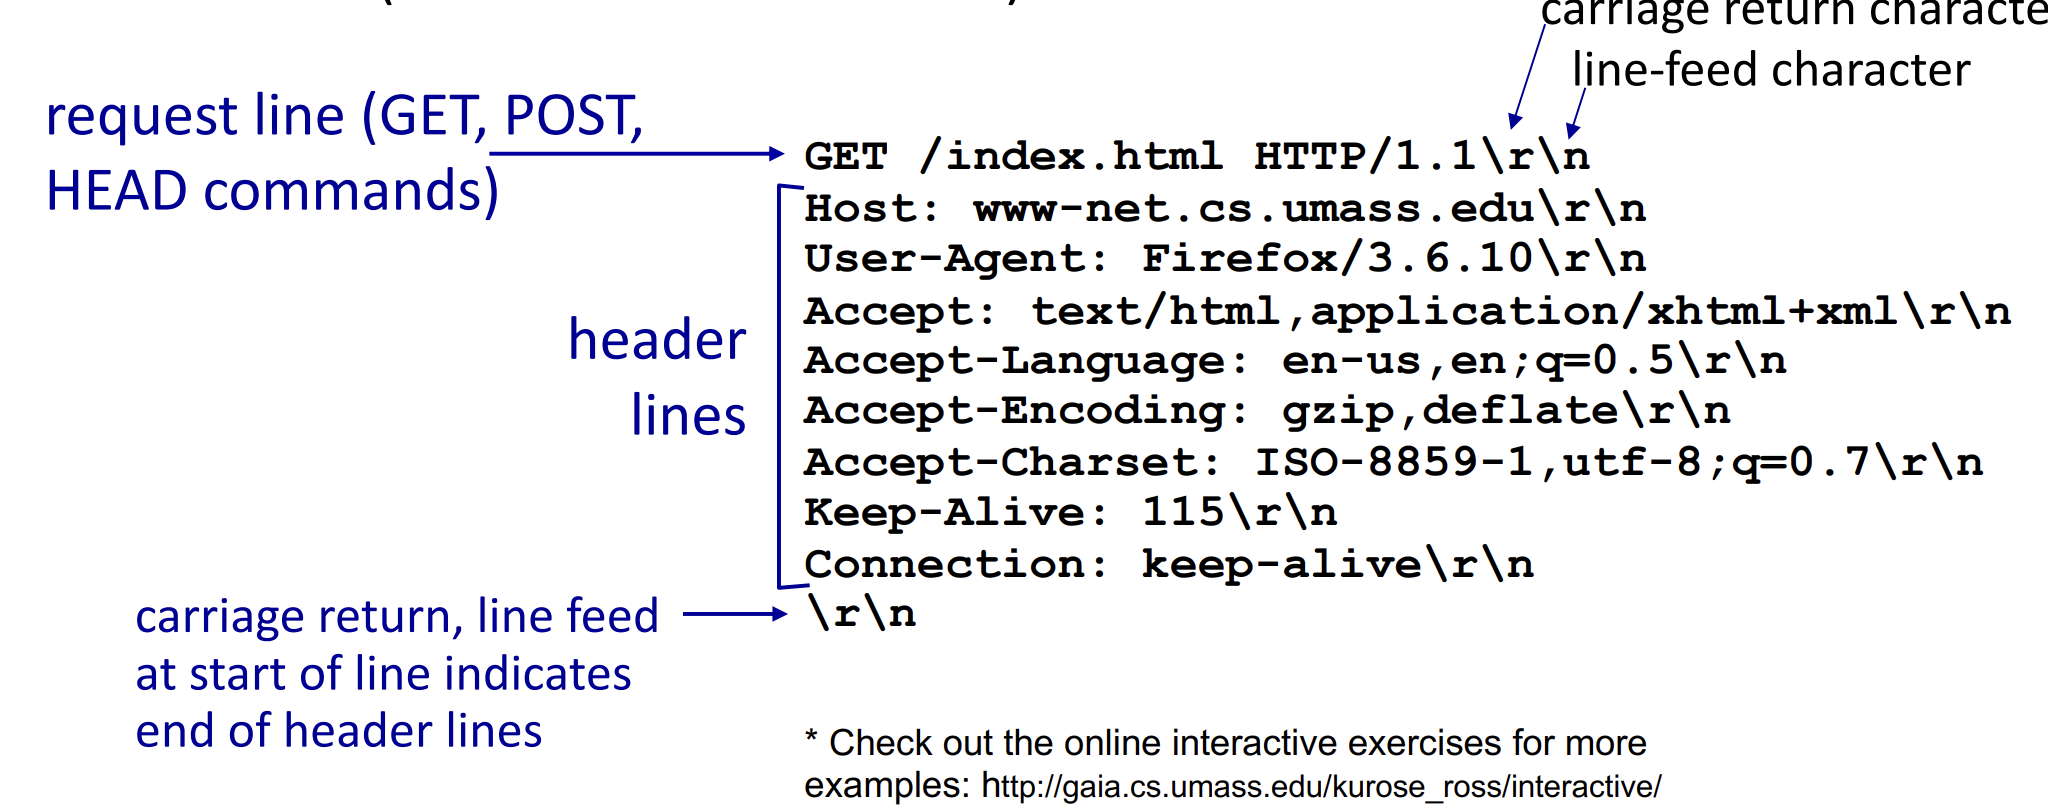 carriage return characte
line-feed character
request line (GET, POST,
HEAD commands)
GET /index.html HTTP/1.1\r\n
Host: www-net.cs.umass.edu\r\n
User-Agent: Firefox/3.6.10\r\n
Accept: text/html,application/xhtml+xml\r\n
header
lines
Accept-Language: en-us,en;q=0.5\r\n
Accept-Encoding: gzip,deflate\r\n
Accept-Charset: ISO-8859-1,utf-8;q=0.7\r\n
Keep-Alive: 115\r\n
Connection: keep-alive\r\n
\r\n
carriage return, line feed
at start of line indicates
end of header lines
* Check out the online interactive exercises for more
examples: http://gaia.cs.umass.edu/kurose_ross/interactive/